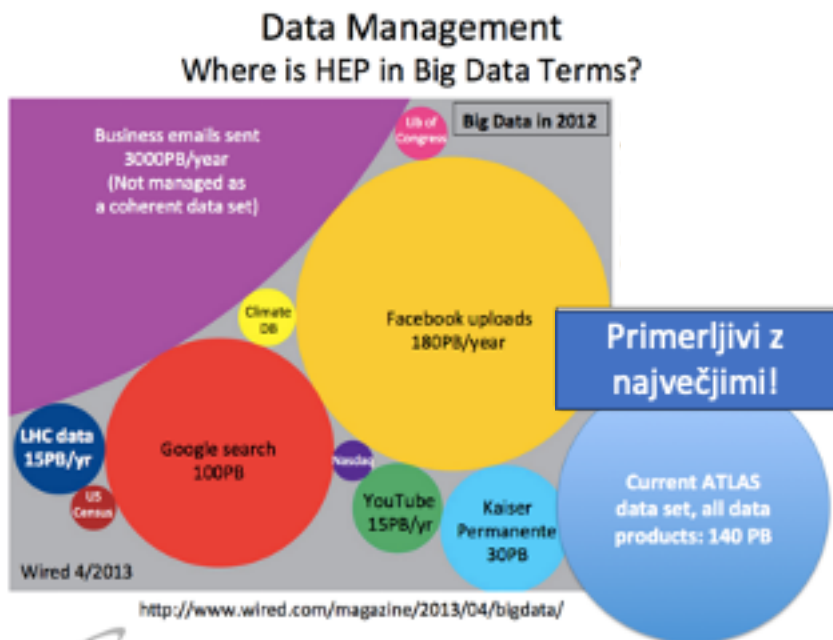 Data Management
Where is HEP in Big Data Terms?
Business emails sent
3000PB/year
(Not managed as
a coherent data set)
Lib of
Congress
Big Data in 2012
Climate
DB
Facebook uploads
180PB/year
Primerljivi z
največjimi!
LHC data
15PB/yr
Google search
100PB
Nasdaq
US
Census
YouTube
15PB/yr
Kaiser
Permanente
30PB
Current ATLAS
data set, all data
products: 140 PB
Wired 4/2013
http://www.wired.com/magazine/2013/04/bigdata/